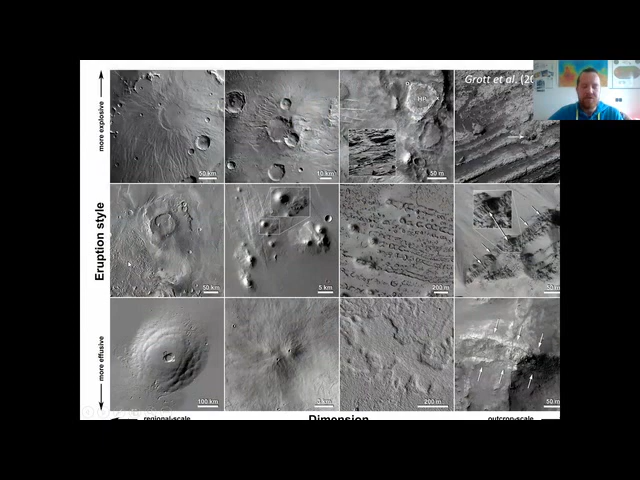 Grott et al. (20
more explosive
Eruption style
more effusive
50 km
10 km
50 m
50 km
5 km
200 m
50 m
100 km
200 m
50 m
regional-scale
Dimension
outcrop-scale